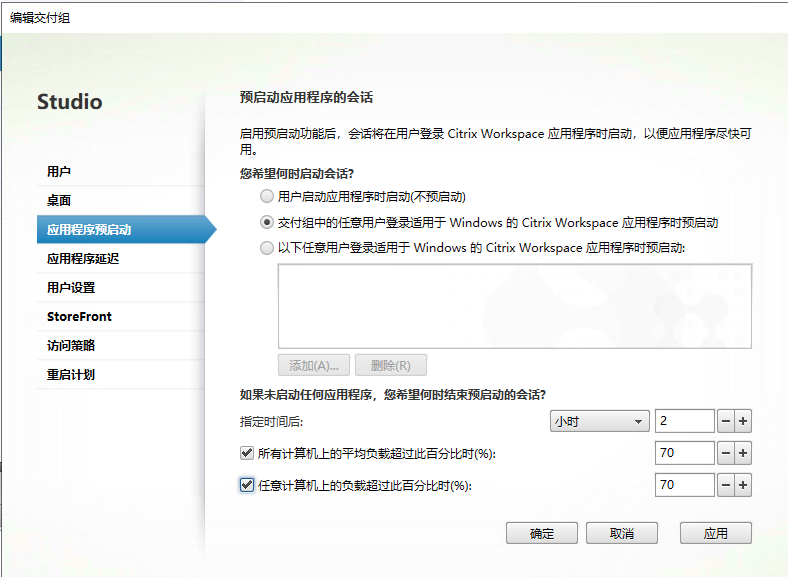 编辑交付组
Studio
用户
桌面
应用程序预启动
应用程序延迟
用户设置
StoreFront
访问策略
重启计划
预启动应用程序的会话
启用预启动功能后，会话将在用户登录 Citrix Workspace 应用程序时启动，以便应用程序尽快可
用。
您希望何时启动会话?
用户启动应用程序时启动(不预启动)
交付组中的任意用户登录适用于 Windows 的 Citrix Workspace 应用程序时预启动
以下任意用户登录适用于 Windows 的 Citrix Workspace 应用程序时预启动:
添加(A)... 删除(R)
如果未启动任何应用程序，您希望何时结束预启动的会话?
指定时间后: 小时 2
所有计算机上的平均负载超过此百分比时(%): 70
任意计算机上的负载超过此百分比时(%): 70
确定 取消 应用